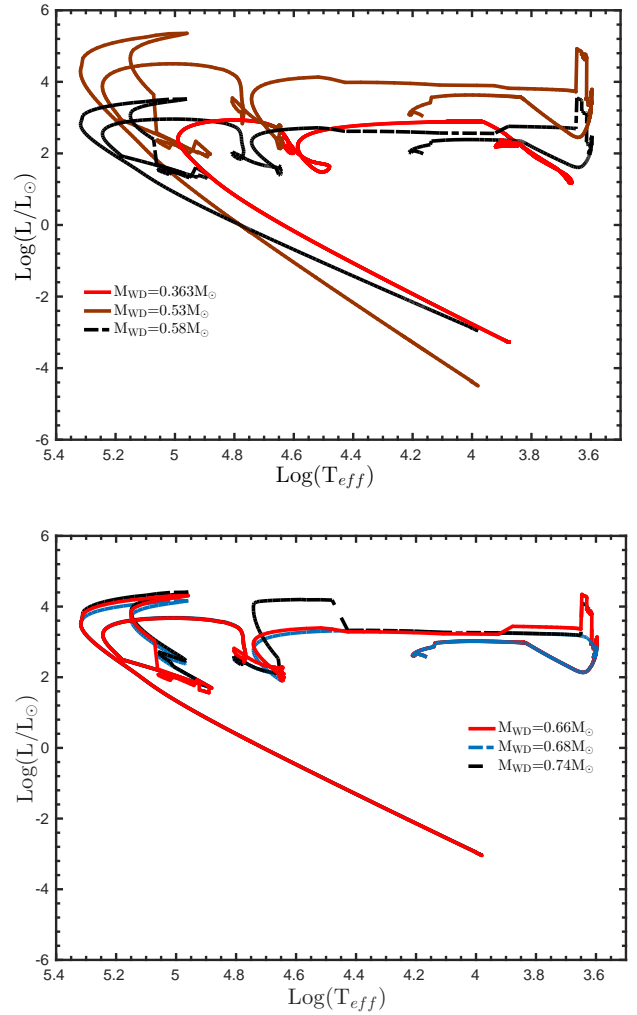 6
4
2
0
-2
-4
-6
Log(L/L☉)
M_WD=0.363M☉
M_WD=0.53M☉
M_WD=0.58M☉
5.4 5.2 5 4.8 4.6 4.4 4.2 4 3.8 3.6
Log(T_eff)
6
4
2
0
-2
-4
-6
Log(L/L☉)
M_WD=0.66M☉
M_WD=0.68M☉
M_WD=0.74M☉
5.4 5.2 5 4.8 4.6 4.4 4.2 4 3.8 3.6
Log(T_eff)